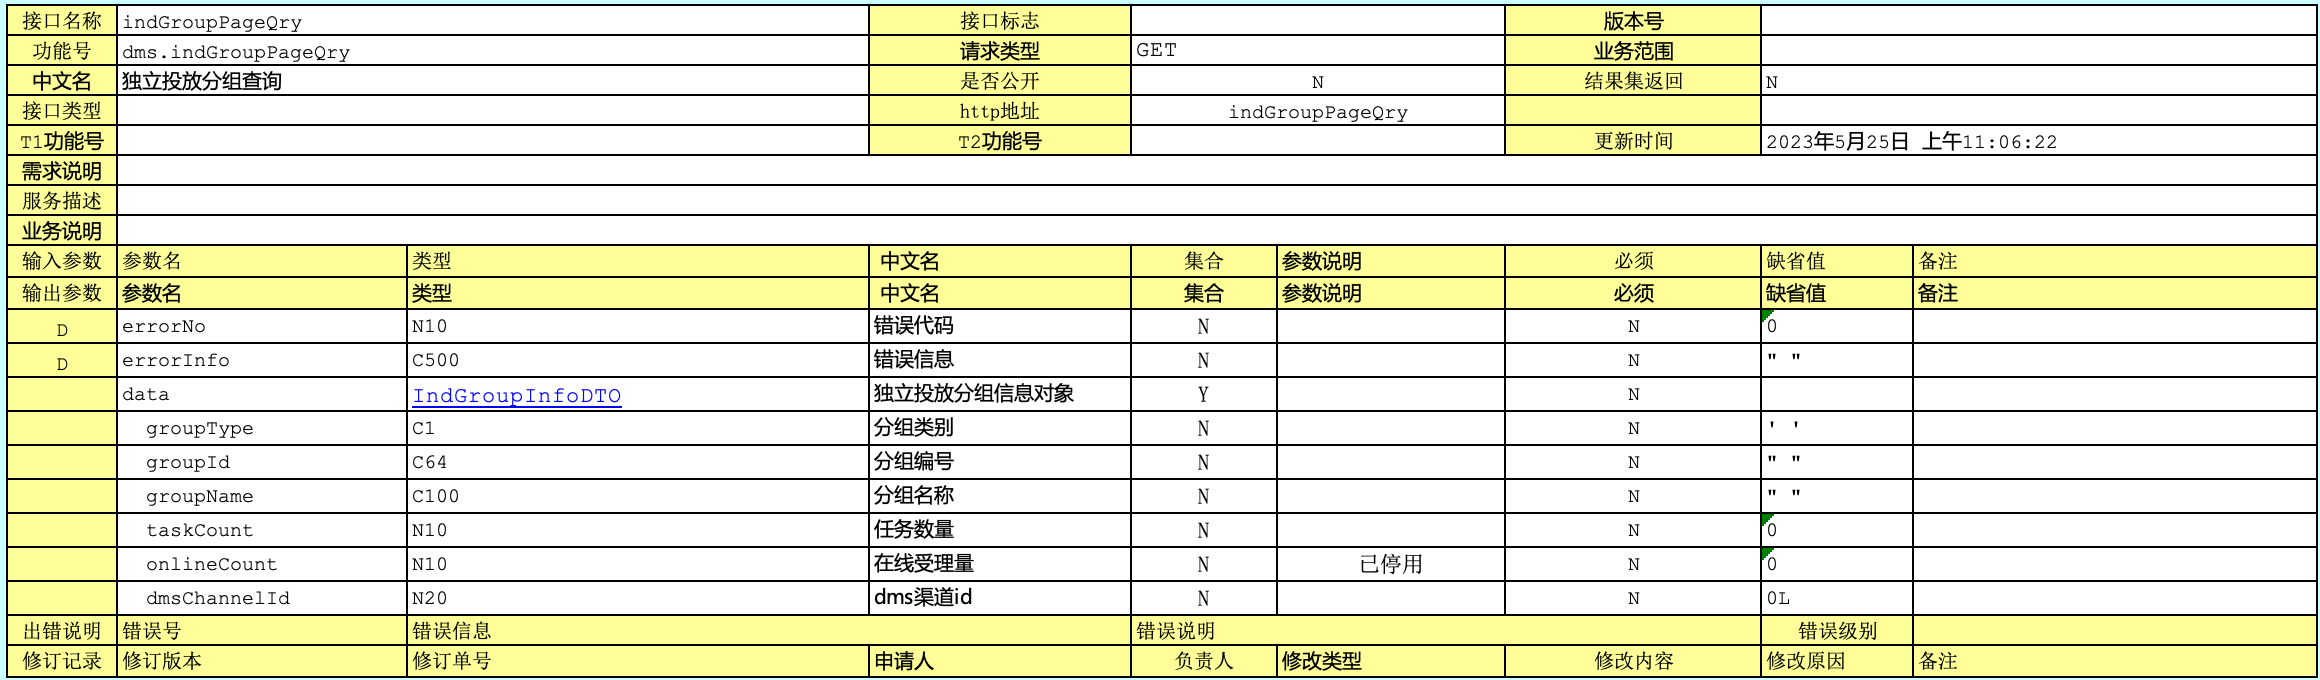 接口名称 indGroupPageQry 接口标志 版本号
功能号 dms.indGroupPageQry 请求类型 GET 业务范围
中文名 独立投放分组查询 是否公开 N 结果集返回 N
接口类型 http地址 indGroupPageQry
T1功能号 T2功能号 更新时间 2023年5月25日 上午11:06:22
需求说明
服务描述
业务说明
输入参数 参数名 类型 中文名 集合 参数说明 必须 缺省值 备注
输出参数 参数名 类型 中文名 集合 参数说明 必须 缺省值 备注
D errorNo N10 错误代码 N N 0
D errorInfo C500 错误信息 N N " "
data IndGroupInfoDTO 独立投放分组信息对象 Y N
groupType C1 分组类别 N N ' '
groupId C64 分组编号 N N " "
groupName C100 分组名称 N N " "
taskCount N10 任务数量 N N 0
onlineCount N10 在线受理量 N 已停用 N 0
dmsChannelId N20 dms渠道id N N 0L
出错说明 错误号 错误信息 错误说明 错误级别
修订记录 修订版本 修订单号 申请人 负责人 修改类型 修改内容 修改原因 备注